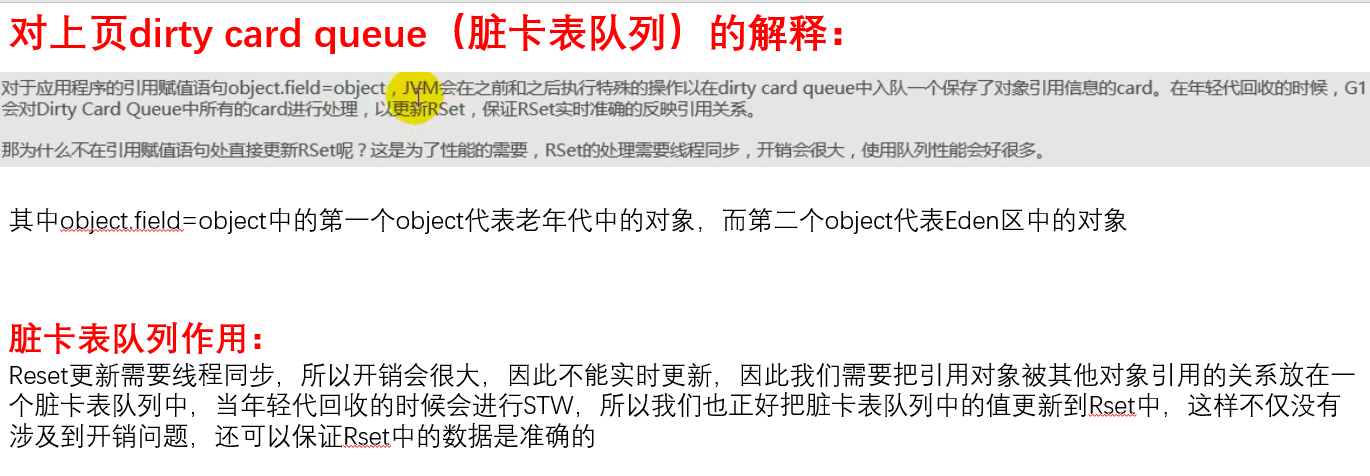 对上页dirty card queue（脏卡表队列）的解释：
对于应用程序的引用赋值语句object.field=object，JVM会在之前和之后执行特殊的操作以在dirty card queue中入队一个保存了对象引用信息的card。在年轻代回收的时候，G1
会对Dirty Card Queue中所有的card进行处理，以更新RSet，保证RSet实时准确的反映引用关系。
那为什么不在引用赋值语句处直接更新RSet呢？这是为了性能的需要，RSet的处理需要线程同步，开销会很大，使用队列性能会好很多。
其中object.field=object中的第一个object代表老年代中的对象，而第二个object代表Eden区中的对象
脏卡表队列作用：
Reset更新需要线程同步，所以开销会很大，因此不能实时更新，因此我们需要把引用对象被其他对象引用的关系放在一
个脏卡表队列中，当年轻代回收的时候会进行STW，所以我们也正好把脏卡表队列中的值更新到Rset中，这样不仅没有
涉及到开销问题，还可以保证Rset中的数据是准确的